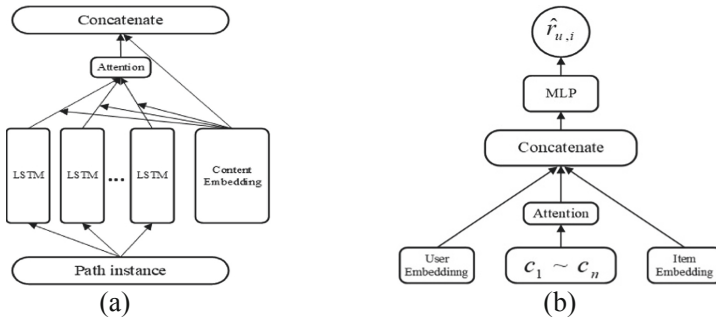 Concatenate
Attention
LSTM
LSTM
...
LSTM
Content
Embedding
Path instance
(a)
r̂u,i
MLP
Concatenate
Attention
User
Embeddinng
c1 ~ cn
Item
Embedding
(b)